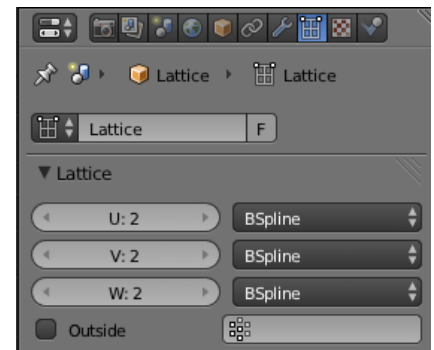 Lattice Lattice
Lattice F
Lattice
U: 2 BSpline
V: 2 BSpline
W: 2 BSpline
Outside